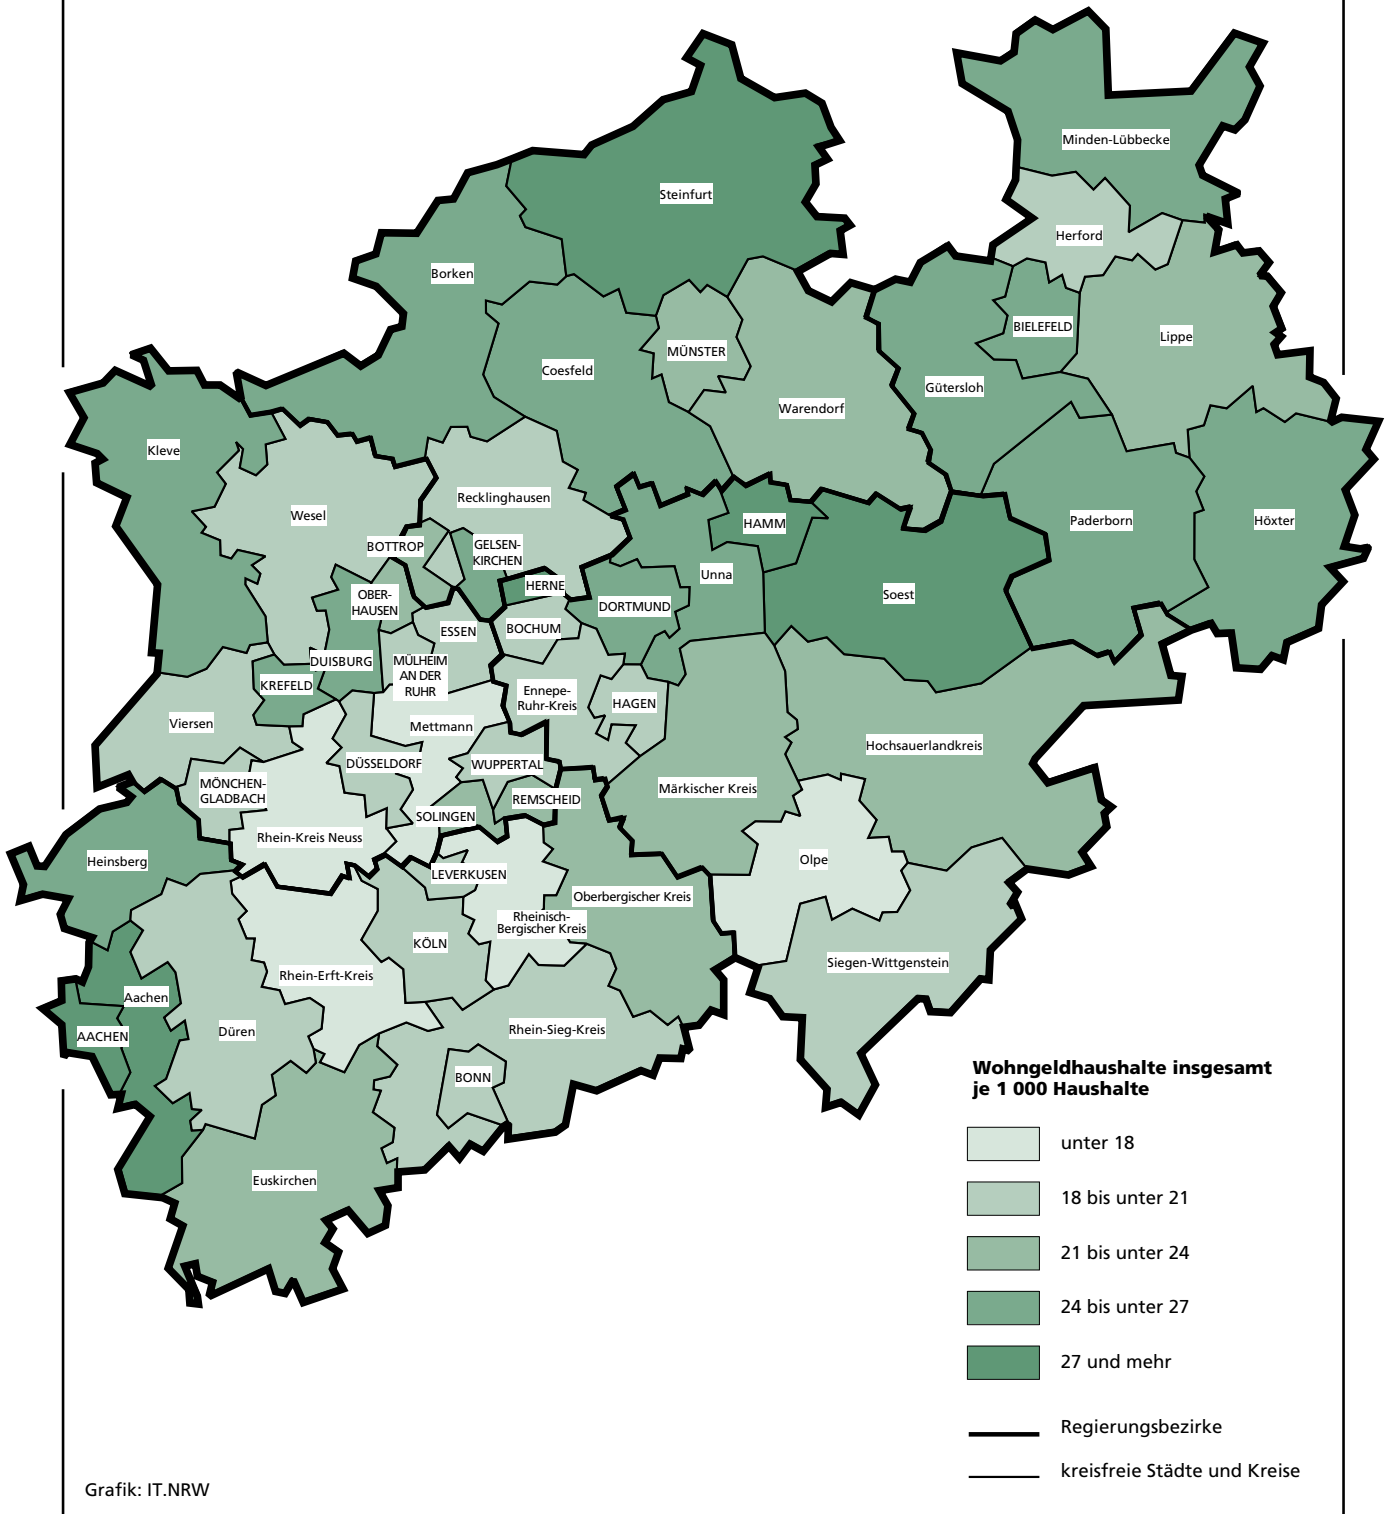 Minden-Lübbecke
Steinfurt
Herford
Borken
BIELEFELD
Lippe
MÜNSTER
Coesfeld
Gütersloh
Warendorf
Kleve
Recklinghausen
Wesel
HAMM
Paderborn
Höxter
BOTTROP
GELSEN-
KIRCHEN
Unna
HERNE
Soest
OBER-
HAUSEN
DORTMUND
ESSEN
BOCHUM
DUISBURG
MÜLHEIM
AN DER
RUHR
KREFELD
Ennepe-
Ruhr-Kreis
HAGEN
Viersen
Mettmann
Hochsauerlandkreis
DÜSSELDORF
WUPPERTAL
MÖNCHEN-
GLADBACH
Märkischer Kreis
REMSCHEID
SOLINGEN
Rhein-Kreis Neuss
Heinsberg
Olpe
LEVERKUSEN
Oberbergischer Kreis
Rheinisch-
Bergischer Kreis
KÖLN
Siegen-Wittgenstein
Rhein-Erft-Kreis
Aachen
Düren
Rhein-Sieg-Kreis
AACHEN
BONN
Euskirchen
Wohngeldhaushalte insgesamt
je 1 000 Haushalte
unter 18
18 bis unter 21
21 bis unter 24
24 bis unter 27
27 und mehr
Regierungsbezirke
kreisfreie Städte und Kreise
Grafik: IT.NRW